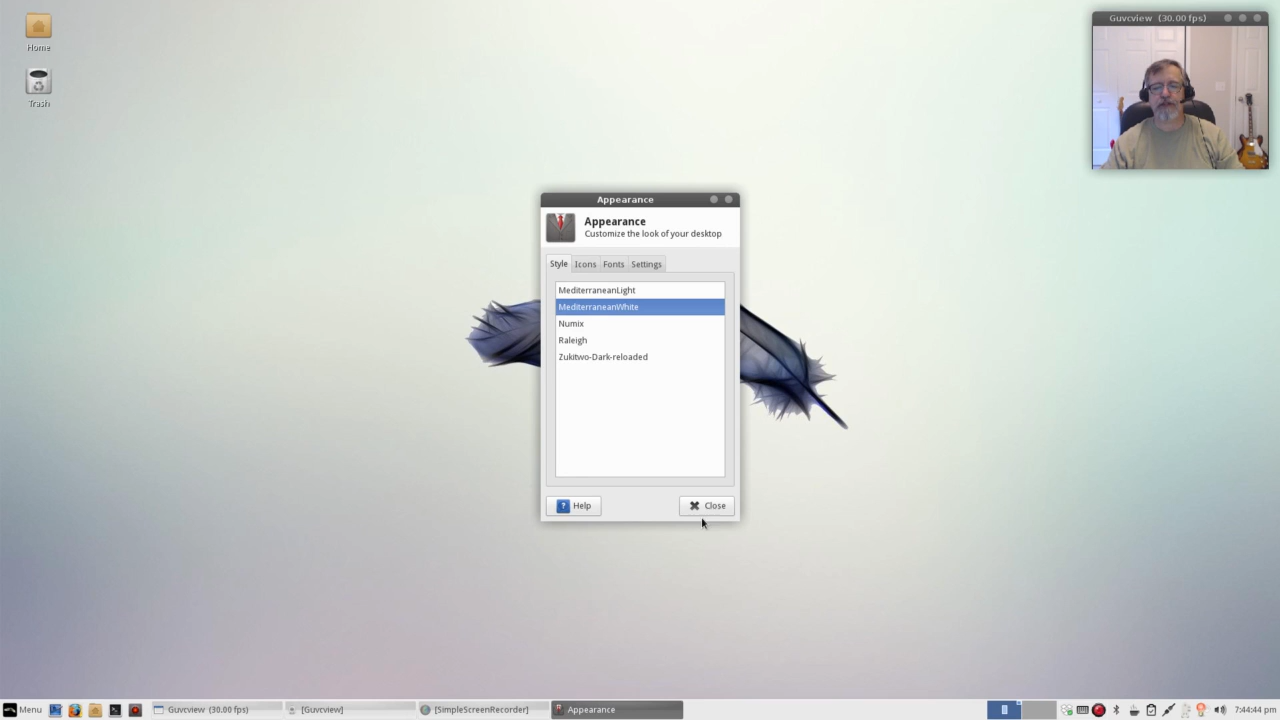 Home
Trash
Guvcview (30.00 fps)
Appearance
Appearance
Customize the look of your desktop
Style Icons Fonts Settings
MediterraneanLight
MediterraneanWhite
Numix
Raleigh
Zukitwo-Dark-reloaded
? Help
Close
Menu
Guvcview (30.00 fps)
[Guvcview]
[SimpleScreenRecorder]
Appearance
7:44:44 pm